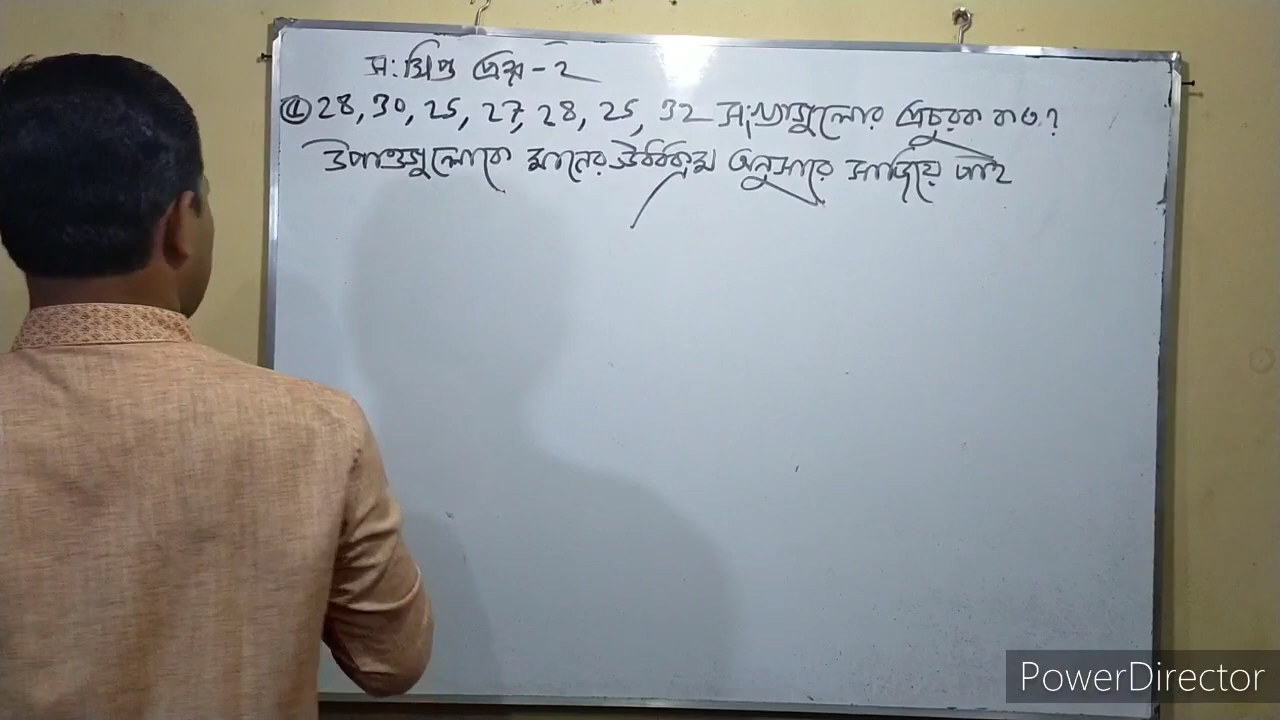 সংক্ষিপ্ত প্রশ্ন - ২
① 28, 30, 25, 27, 28, 25, 32 সংখ্যাগুলোর প্রচুরক কত?
উপাত্তগুলোকে মানের ঊর্ধ্বক্রম অনুসারে সাজিয়ে পাই
PowerDirector